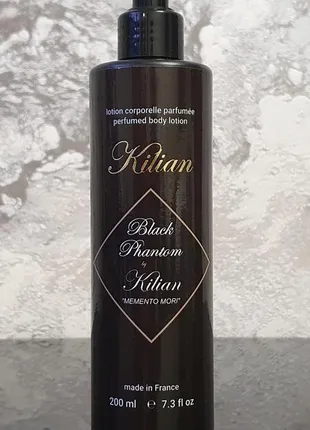 lotion corporelle parfumée
perfumed body lotion
Kilian
Black
Phantom
by
Kilian
"MEMENTO MORI"
made in France
200 ml ℮ 7.3 fl oz